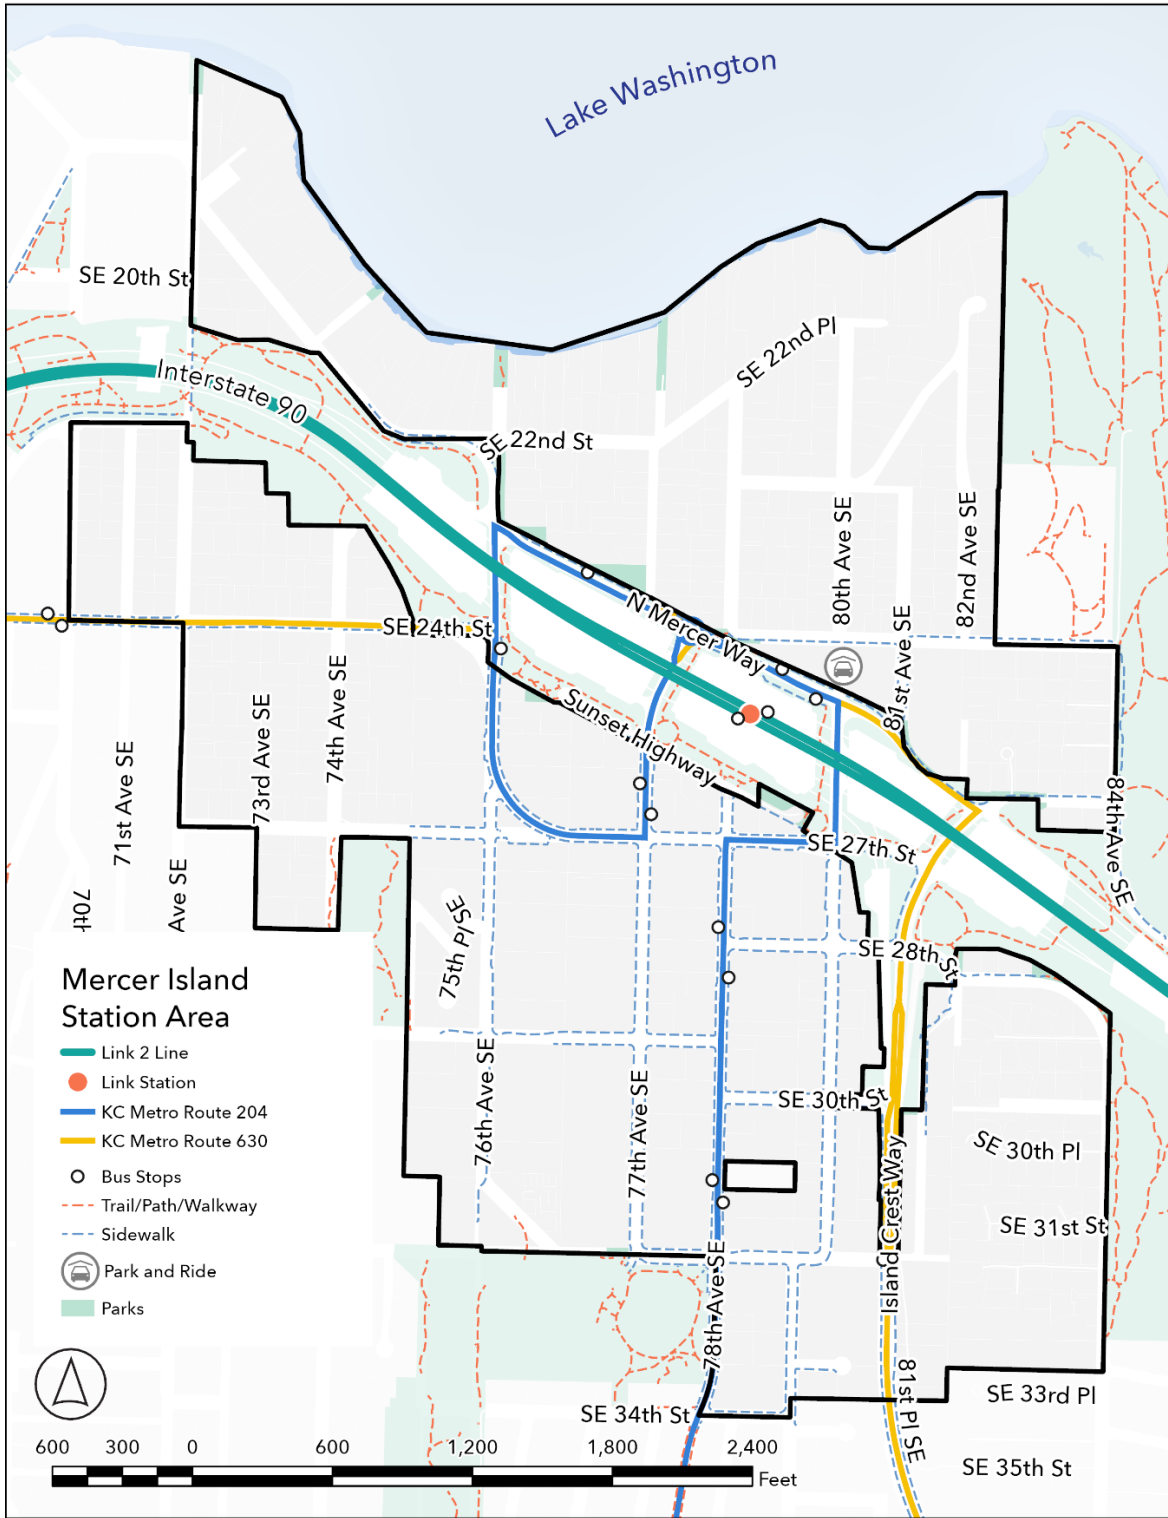 Lake Washington
SE 20th St
Interstate 90
SE 22nd Pl
SE 22nd St
80th Ave SE
82nd Ave SE
N Mercer Way
SE 24th St
81st Ave SE
Sunset Highway
74th Ave SE
73rd Ave SE
71st Ave SE
84th Ave SE
SE 27th St
70th
Ave SE
75th Pl SE
SE 28th St
Mercer Island
Station Area
Link 2 Line
Link Station
KC Metro Route 204
KC Metro Route 630
Bus Stops
Trail/Path/Walkway
Sidewalk
Park and Ride
Parks
76th Ave SE
77th Ave SE
SE 30th St
SE 30th Pl
Island Crest Way
SE 31st St
78th Ave SE
81st Pl SE
SE 33rd Pl
SE 34th St
SE 35th St
600 300 0 600 1,200 1,800 2,400
Feet